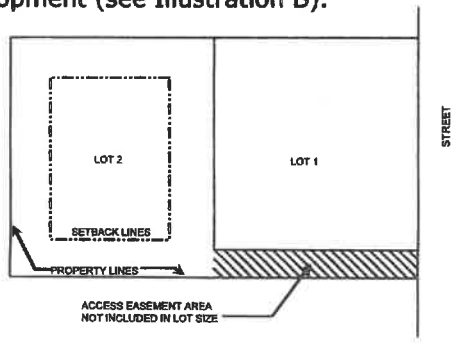 opment (see Illustration B).
STREET
LOT 2
LOT 1
SETBACK LINES
PROPERTY LINES
ACCESS EASEMENT AREA
NOT INCLUDED IN LOT SIZE